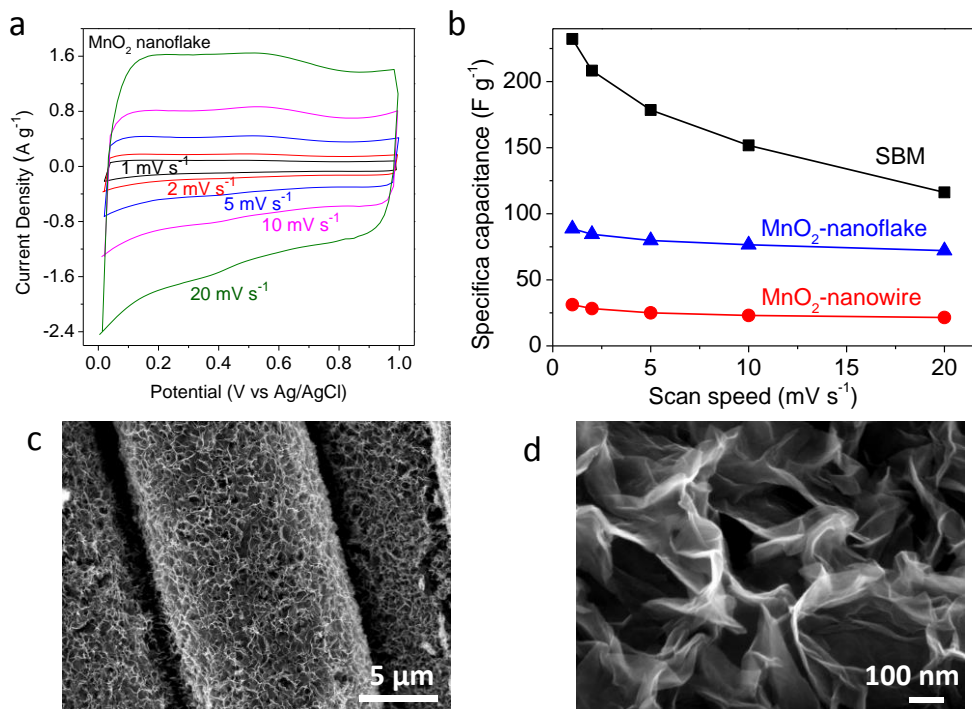 a
MnO2 nanoflake
1.6
0.8
0.0
-0.8
-1.6
-2.4
Current Density (A g-1)
1 mV s-1
2 mV s-1
5 mV s-1
10 mV s-1
20 mV s-1
0.0 0.2 0.4 0.6 0.8 1.0
Potential (V vs Ag/AgCl)
b
200
150
100
50
0
Specifica capacitance (F g-1)
SBM
MnO2-nanoflake
MnO2-nanowire
0 5 10 15 20
Scan speed (mV s-1)
c
5 μm
d
100 nm